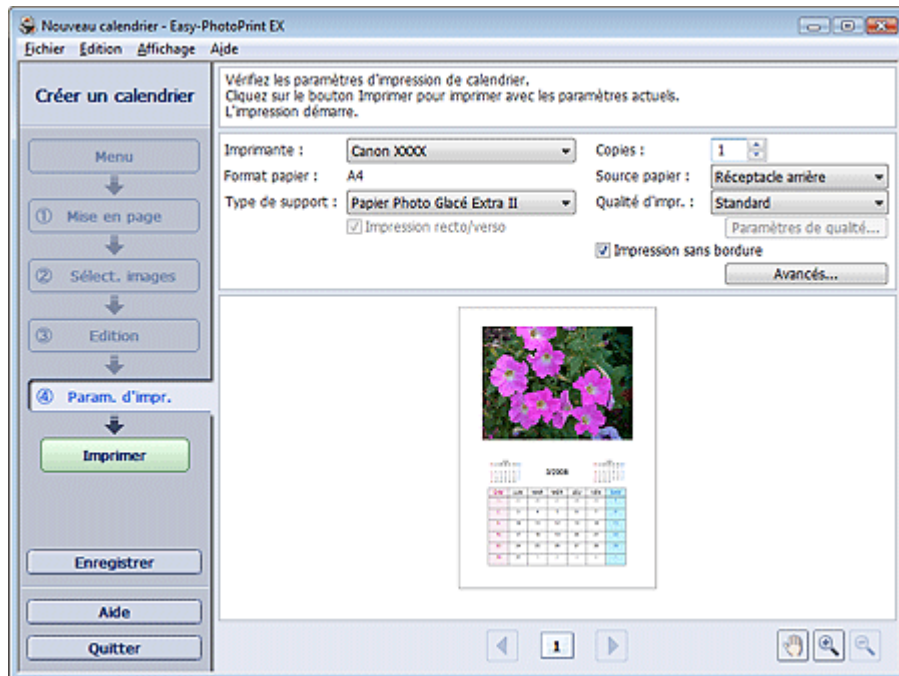 Nouveau calendrier - Easy-PhotoPrint EX
Fichier Edition Affichage Aide
Créer un calendrier
Vérifiez les paramètres d'impression de calendrier.
Cliquez sur le bouton Imprimer pour imprimer avec les paramètres actuels.
L'impression démarre.
Menu
① Mise en page
② Sélect. images
③ Edition
④ Param. d'impr.
Imprimer
Enregistrer
Aide
Quitter
Imprimante : Canon XXXX
Copies : 1
Format papier : A4
Source papier : Réceptacle arrière
Type de support : Papier Photo Glacé Extra II
Qualité d'impr. : Standard
Impression recto/verso
Paramètres de qualité...
Impression sans bordure
Avancés...
3/2008
1